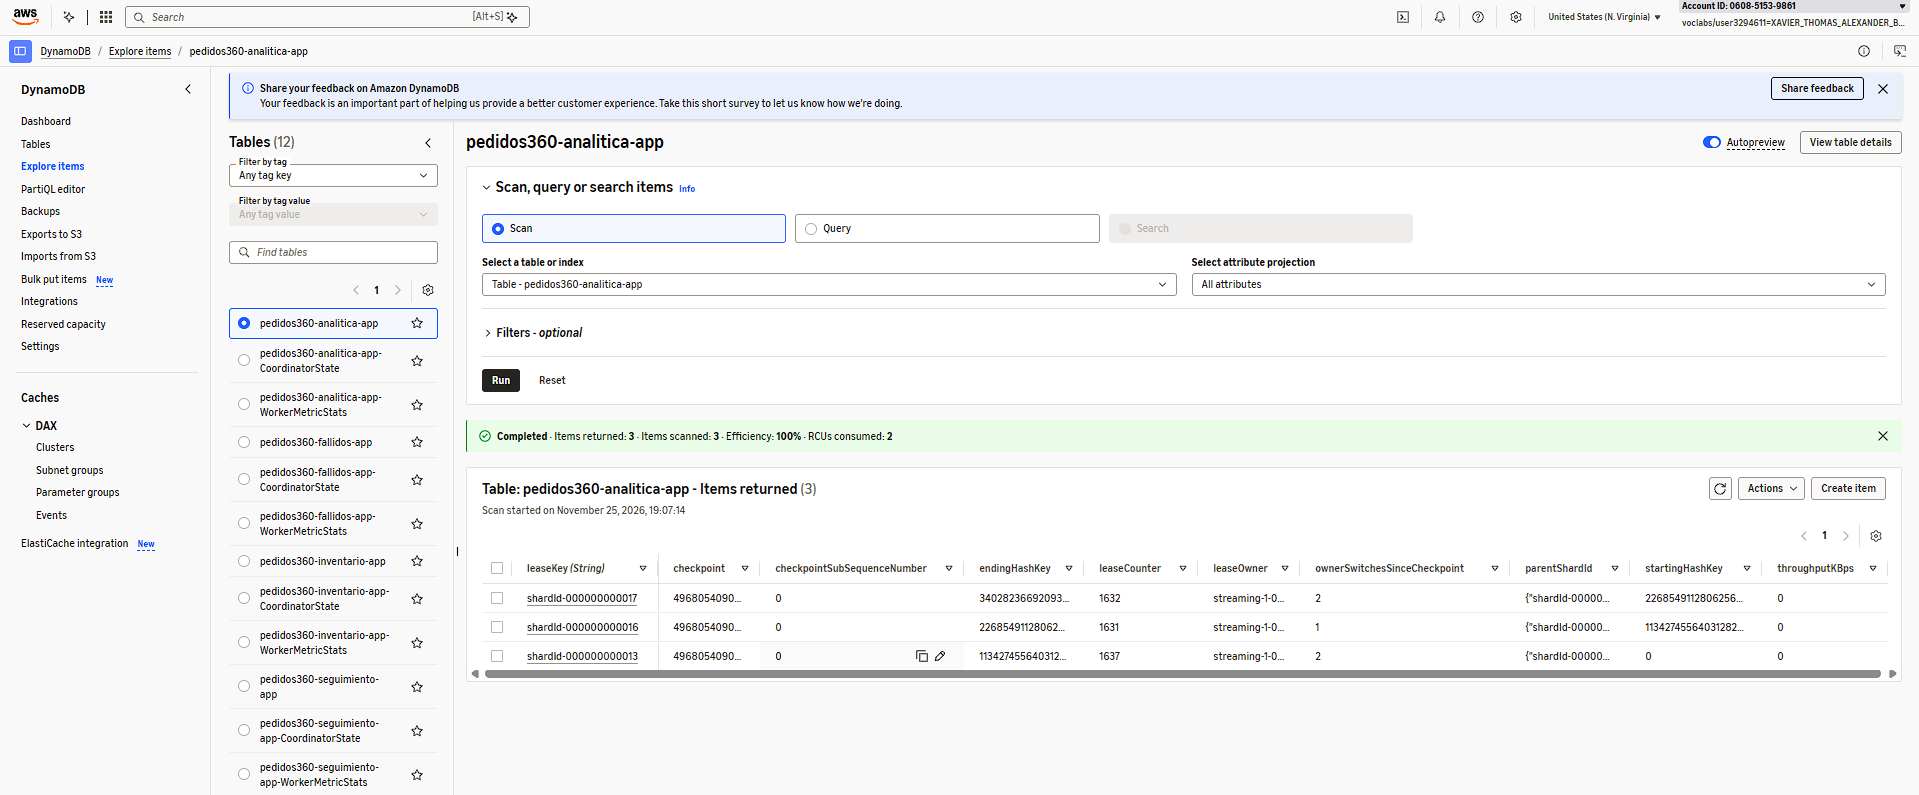 aws
Search
[Alt+S]
United States (N. Virginia)
Account ID: 0608-5153-9861
voclabs/user3294611=XAVIER_THOMAS_ALEXANDER_B...
DynamoDB / Explore items / pedidos360-analitica-app
DynamoDB
Dashboard
Tables
Explore items
PartiQL editor
Backups
Exports to S3
Imports from S3
Bulk put items New
Integrations
Reserved capacity
Settings
Caches
DAX
Clusters
Subnet groups
Parameter groups
Events
ElastiCache integration New
Share your feedback on Amazon DynamoDB
Your feedback is an important part of helping us provide a better customer experience. Take this short survey to let us know how we're doing.
Share feedback
Tables (12)
Filter by tag
Any tag key
Filter by tag value
Any tag value
Find tables
1
pedidos360-analitica-app
pedidos360-analitica-app-
CoordinatorState
pedidos360-analitica-app-
WorkerMetricStats
pedidos360-fallidos-app
pedidos360-fallidos-app-
CoordinatorState
pedidos360-fallidos-app-
WorkerMetricStats
pedidos360-inventario-app
pedidos360-inventario-app-
CoordinatorState
pedidos360-inventario-app-
WorkerMetricStats
pedidos360-seguimiento-
app
pedidos360-seguimiento-
app-CoordinatorState
pedidos360-seguimiento-
app-WorkerMetricStats
pedidos360-analitica-app
Autopreview
View table details
Scan, query or search items Info
Scan
Query
Search
Select a table or index
Table - pedidos360-analitica-app
Select attribute projection
All attributes
Filters - optional
Run
Reset
Completed · Items returned: 3 · Items scanned: 3 · Efficiency: 100% · RCUs consumed: 2
Table: pedidos360-analitica-app - Items returned (3)
Scan started on November 25, 2026, 19:07:14
Actions
Create item
1
leaseKey (String) checkpoint checkpointSubSequenceNumber endingHashKey leaseCounter leaseOwner ownerSwitchesSinceCheckpoint parentShardId startingHashKey throughputKBps
shardId-000000000017 4968054090... 0 34028236692093... 1632 streaming-1-0... 2 {"shardId-00000... 2268549112806256... 0
shardId-000000000016 4968054090... 0 22685491128062... 1631 streaming-1-0... 1 {"shardId-00000... 11342745564031282... 0
shardId-000000000013 4968054090... 0 113427455640312... 1637 streaming-1-0... 2 {"shardId-00000... 0 0